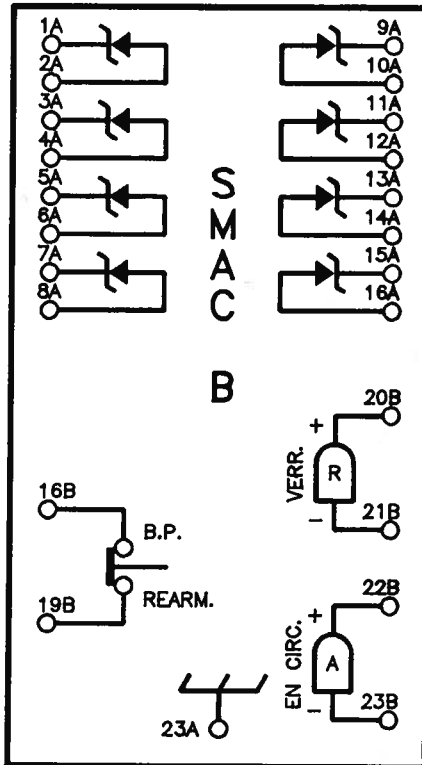 1A
2A
3A
4A
5A
6A
7A
8A
9A
10A
11A
12A
13A
14A
15A
16A
S
M
A
C
B
20B
+
VERR.
R
-
21B
16B
B.P.
REARM.
19B
22B
+
EN CIRC.
A
-
23B
23A